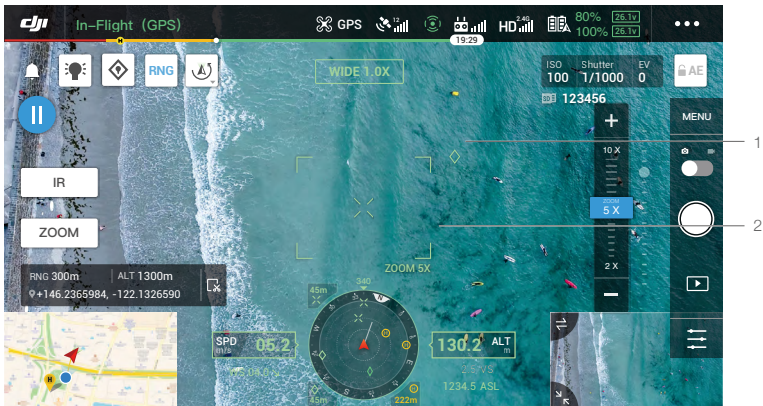 dji In-Flight (GPS) GPS 12 HD 2.4G 80% 26.1v
100% 26.1v
H 19:29
RNG
WIDE 1.0X
ISO Shutter EV
100 1/1000 0
AE
123456
MENU
1
10 X
IR
ZOOM
5 X
2
ZOOM
2 X
ZOOM 5X
RNG 300m ALT 1300m
+146.2365984, -122.1326590
45m
340
N
SPD
m/s
05.2
130.2 ALT
m
W
E
S
1234.5 ASL
45m
222m
H